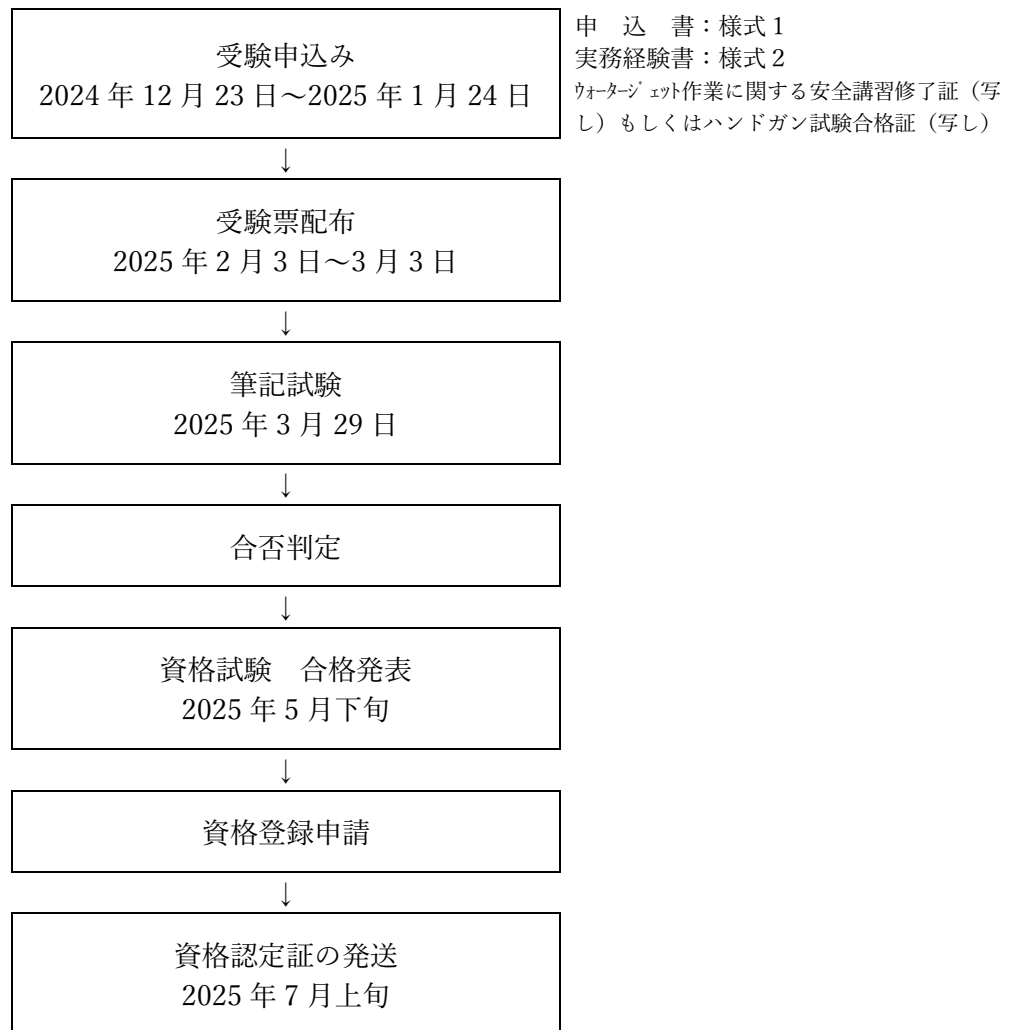 受験申込み
2024 年 12 月 23 日～2025 年 1 月 24 日
申　込　書：様式１
実務経験書：様式２
ｳｫｰﾀｰｼﾞｪｯﾄ作業に関する安全講習修了証（写
し）もしくはハンドガン試験合格証（写し）
↓
受験票配布
2025 年 2 月 3 日～3 月 3 日
↓
筆記試験
2025 年 3 月 29 日
↓
合否判定
↓
資格試験　合格発表
2025 年 5 月下旬
↓
資格登録申請
↓
資格認定証の発送
2025 年 7 月上旬